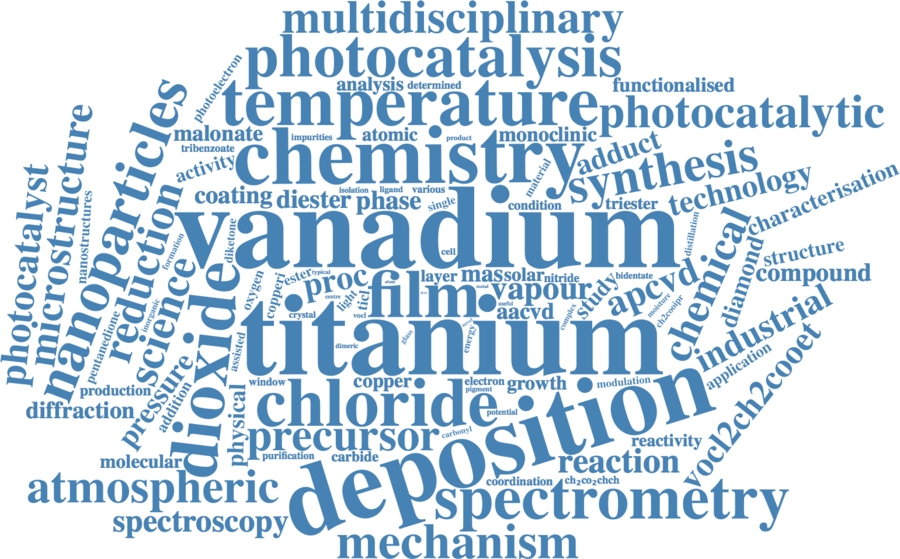 multidisciplinary
photocatalysis
analysis
determined
functionalised
photoelectron
temperature
photocatalytic
malonate
impurities
atomic
product
monoclinic
tribenzoate
chemistry
adduct
synthesis
activity
material
technology
coating
diester
isolation
ligand
various
phase
single
condition
triester
characterisation
photocatalyst
microstructure
nanostructures
nanoparticles
reduction
formation
vanadium
diketone
cell
distillation
chemical
diamond
structure
compound
science
dioxide
oxygen
copperi
ester
typical
proc
centre
light
ticl
film
layer
massolar
nitride
vapour
study
bidentate
apcvd
aacvd
useful
metal
complex
moisture
ch2cooipr
pentanedione
inorganic
crystal
vocl
titanium
glass
energy
dimeric
assisted
industrial
application
production
diffraction
pressure
addition
physical
window
copper
electron
pigment
growth
modulation
vocl2ch2cooet
chloride
potential
deposition
precursor
carbonyl
reactivity
molecular
purification
carbide
reaction
coordination
ch₂co₂chch
atmospheric
spectrometry
spectroscopy
mechanism